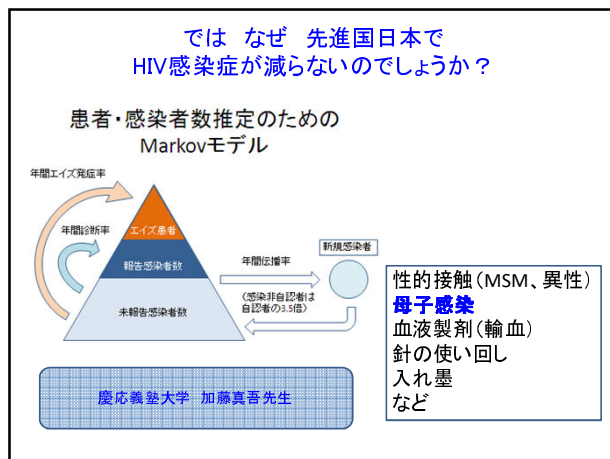 では なぜ 先進国日本で
HIV感染症が減らないのでしょうか？
患者・感染者数推定のための
Markovモデル
年間エイズ発症率
年間診断率
エイズ患者
報告感染者数
未報告感染者数
年間伝播率
（感染非自認者は
自認者の3.5倍）
新規感染者
性的接触（MSM、異性）
母子感染
血液製剤（輸血）
針の使い回し
入れ墨
など
慶応義塾大学 加藤真吾先生